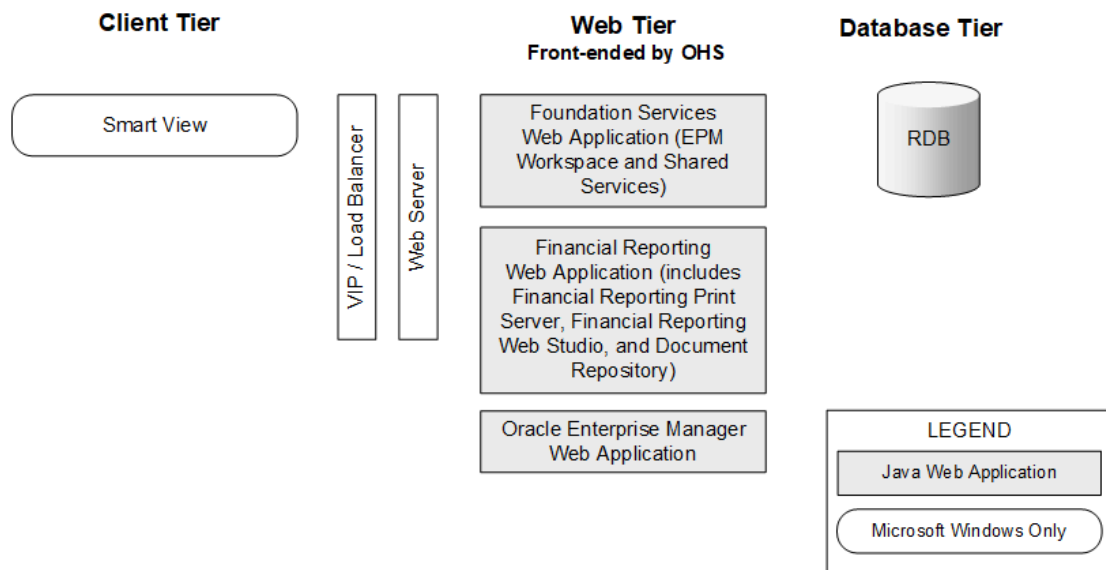 Client Tier
Web Tier
Front-ended by OHS
Database Tier
Smart View
VIP / Load Balancer
Web Server
Foundation Services
Web Application (EPM
Workspace and Shared
Services)
RDB
Financial Reporting
Web Application (includes
Financial Reporting Print
Server, Financial Reporting
Web Studio, and Document
Repository)
Oracle Enterprise Manager
Web Application
LEGEND
Java Web Application
Microsoft Windows Only